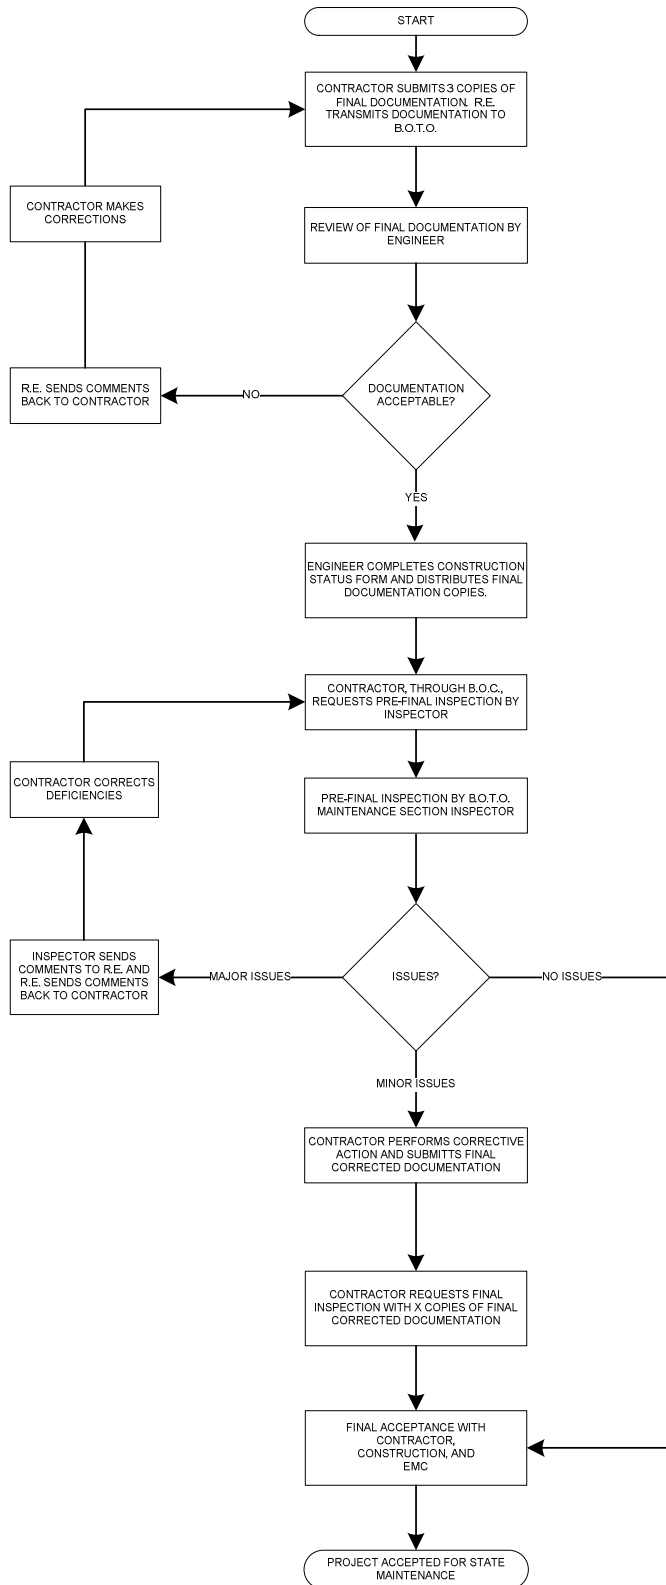 START
CONTRACTOR SUBMITS 3 COPIES OF
FINAL DOCUMENTATION. R.E.
TRANSMITS DOCUMENTATION TO
B.O.T.O.
CONTRACTOR MAKES
CORRECTIONS
REVIEW OF FINAL DOCUMENTATION BY
ENGINEER
R.E. SENDS COMMENTS
BACK TO CONTRACTOR
NO
DOCUMENTATION
ACCEPTABLE?
YES
ENGINEER COMPLETES CONSTRUCTION
STATUS FORM AND DISTRIBUTES FINAL
DOCUMENTATION COPIES.
CONTRACTOR, THROUGH B.O.C.,
REQUESTS PRE-FINAL INSPECTION BY
INSPECTOR
CONTRACTOR CORRECTS
DEFICIENCIES
PRE-FINAL INSPECTION BY B.O.T.O.
MAINTENANCE SECTION INSPECTOR
INSPECTOR SENDS
COMMENTS TO R.E. AND
R.E. SENDS COMMENTS
BACK TO CONTRACTOR
MAJOR ISSUES
ISSUES?
NO ISSUES
MINOR ISSUES
CONTRACTOR PERFORMS CORRECTIVE
ACTION AND SUBMITTS FINAL
CORRECTED DOCUMENTATION
CONTRACTOR REQUESTS FINAL
INSPECTION WITH X COPIES OF FINAL
CORRECTED DOCUMENTATION
FINAL ACCEPTANCE WITH
CONTRACTOR,
CONSTRUCTION, AND
EMC
PROJECT ACCEPTED FOR STATE
MAINTENANCE